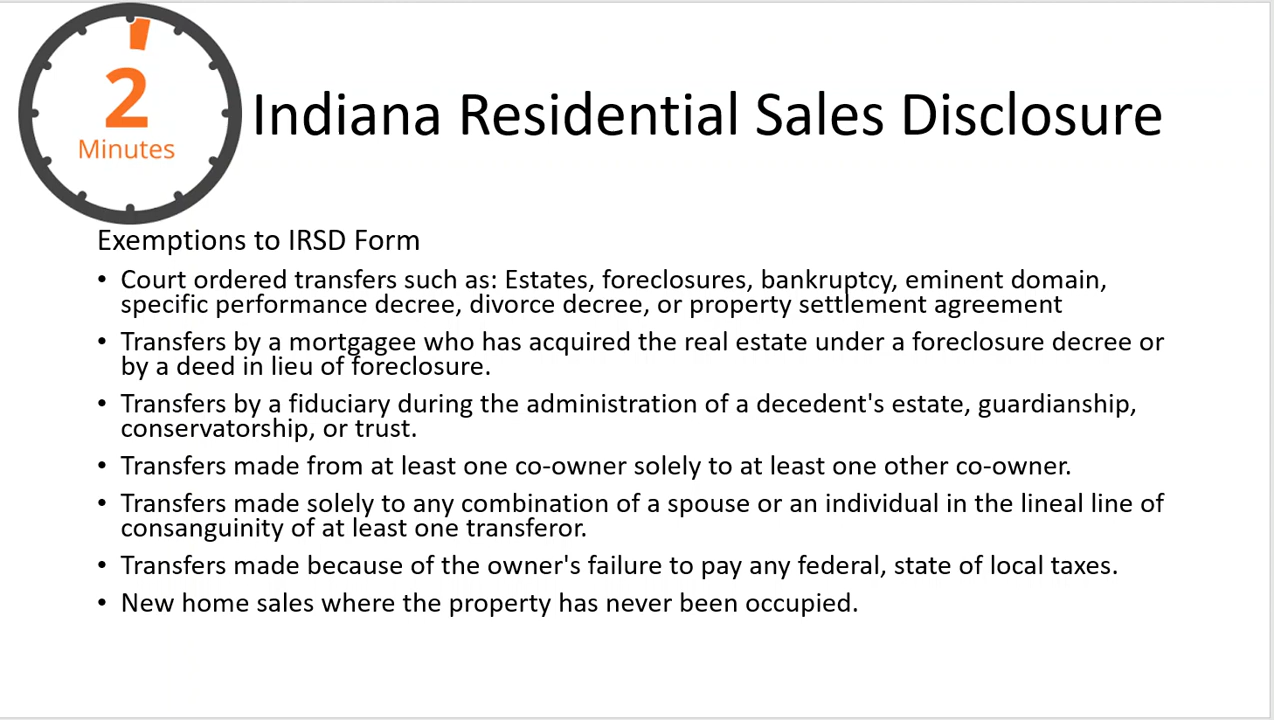 2
Minutes
Indiana Residential Sales Disclosure
Exemptions to IRSD Form
• Court ordered transfers such as: Estates, foreclosures, bankruptcy, eminent domain,
specific performance decree, divorce decree, or property settlement agreement
• Transfers by a mortgagee who has acquired the real estate under a foreclosure decree or
by a deed in lieu of foreclosure.
• Transfers by a fiduciary during the administration of a decedent's estate, guardianship,
conservatorship, or trust.
• Transfers made from at least one co-owner solely to at least one other co-owner.
• Transfers made solely to any combination of a spouse or an individual in the lineal line of
consanguinity of at least one transferor.
• Transfers made because of the owner's failure to pay any federal, state of local taxes.
• New home sales where the property has never been occupied.